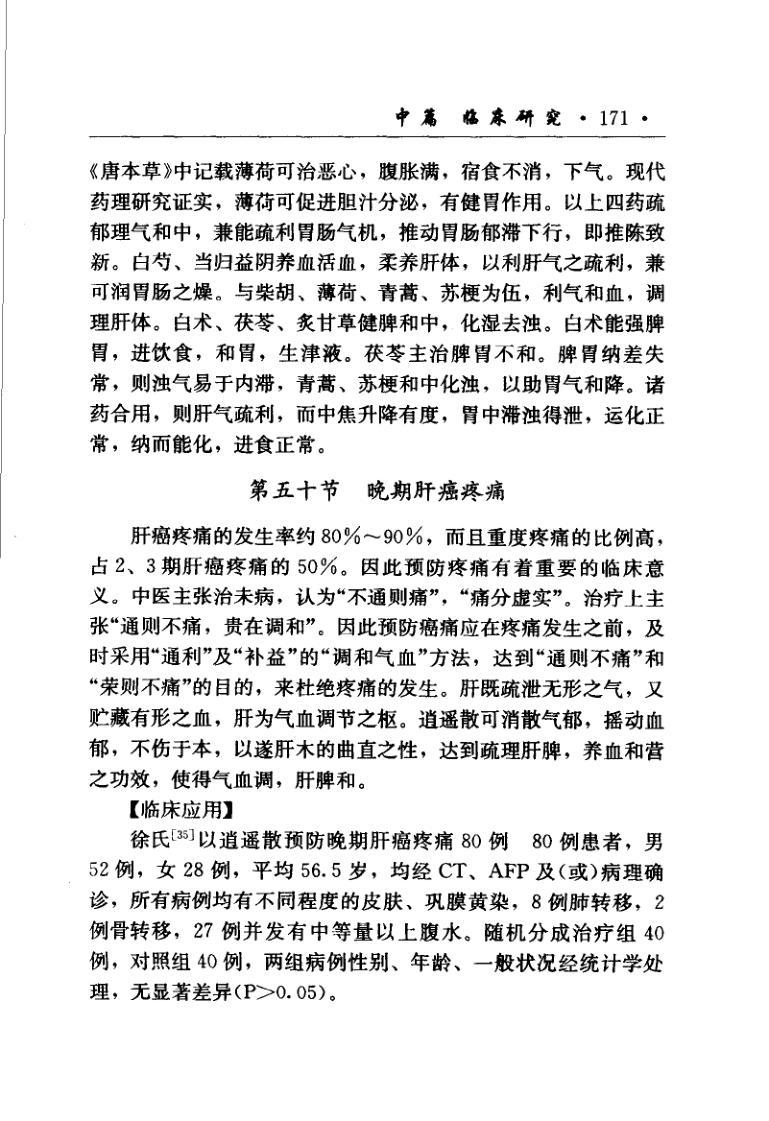 中篇 临床研究·171·
《唐本草》中记载薄荷可治恶心，腹胀满，宿食不消，下气。现代
药理研究证实，薄荷可促进胆汁分泌，有健胃作用。以上四药疏
郁理气和中，兼能疏利胃肠气机，推动胃肠郁滞下行，即推陈致
新。白芍、当归益阴养血活血，柔养肝体，以利肝气之疏利，兼
可润胃肠之燥。与柴胡、薄荷、青蒿、苏梗为伍，利气和血，调
理肝体。白术、茯苓、炙甘草健脾和中，化湿去浊。白术能强脾
胃，进饮食，和胃，生津液。茯苓主治脾胃不和。脾胃纳差失
常，则浊气易于内滞，青蒿、苏梗和中化浊，以助胃气和降。诸
药合用，则肝气疏利，而中焦升降有度，胃中滞浊得泄，运化正
常，纳而能化，进食正常。
第五十节 晚期肝癌疼痛
肝癌疼痛的发生率约80％～90％，而且重度疼痛的比例高，
占2、3期肝癌疼痛的50％。因此预防疼痛有着重要的临床意
义。中医主张治未病，认为“不通则痛”，“痛分虚实”。治疗上主
张“通则不痛，贵在调和”。因此预防癌痛应在疼痛发生之前，及
时采用“通利”及“补益”的“调和气血”方法，达到“通则不痛”和
“荣则不痛”的目的，来杜绝疼痛的发生。肝既疏泄无形之气，又
贮藏有形之血，肝为气血调节之枢。逍遥散可消散气郁，摇动血
郁，不伤于本，以遂肝木的曲直之性，达到疏理肝脾，养血和营
之功效，使得气血调，肝脾和。
【临床应用】
徐氏[35]以逍遥散预防晚期肝癌疼痛80例 80例患者，男
52例，女28例，平均56.5岁，均经CT、AFP及(或)病理确
诊，所有病例均有不同程度的皮肤、巩膜黄染，8例肺转移，2
例骨转移，27例并发有中等量以上腹水。随机分成治疗组40
例，对照组40例，两组病例性别、年龄、一般状况经统计学处
理，无显著差异(P＞0.05)。